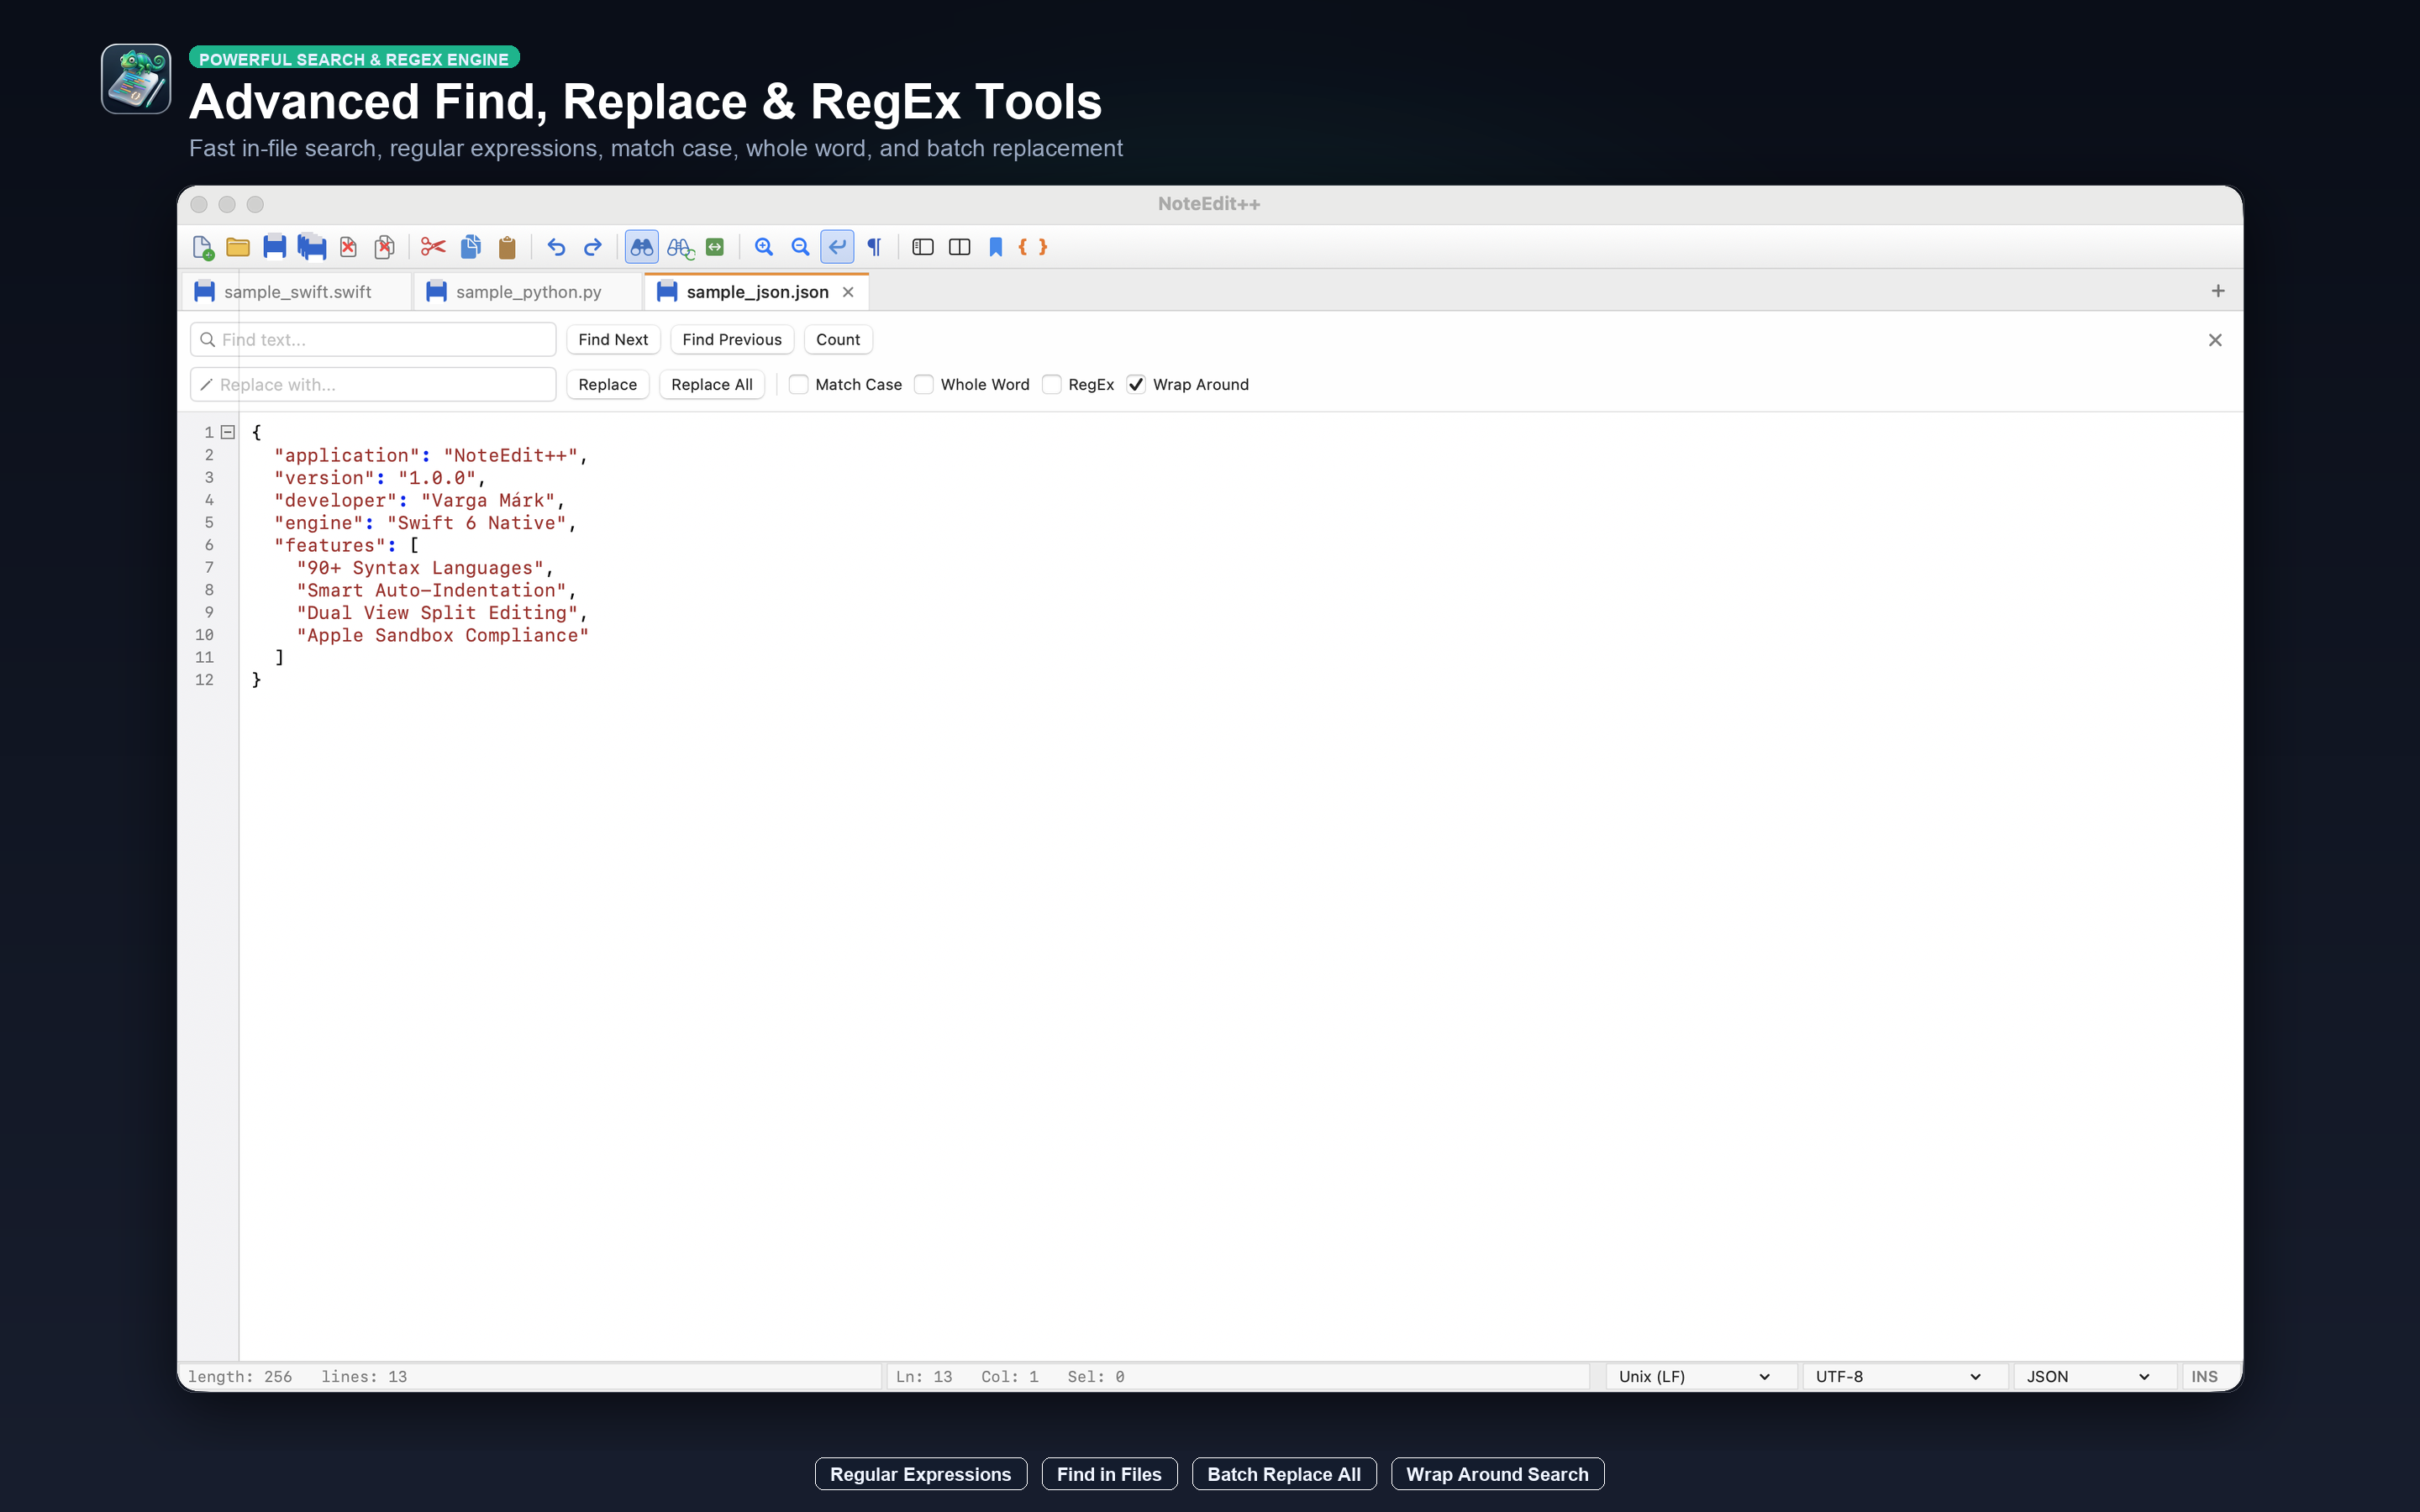 POWERFUL SEARCH & REGEX ENGINE
Advanced Find, Replace & RegEx Tools
Fast in-file search, regular expressions, match case, whole word, and batch replacement
NoteEdit++
sample_swift.swift sample_python.py sample_json.json
Find text... Find Next Find Previous Count
Replace with... Replace Replace All Match Case Whole Word RegEx Wrap Around
1 {
2 "application": "NoteEdit++",
3 "version": "1.0.0",
4 "developer": "Varga Márk",
5 "engine": "Swift 6 Native",
6 "features": [
7 "90+ Syntax Languages",
8 "Smart Auto-Indentation",
9 "Dual View Split Editing",
10 "Apple Sandbox Compliance"
11 ]
12 }
length: 256 lines: 13 Ln: 13 Col: 1 Sel: 0 Unix (LF) UTF-8 JSON INS
Regular Expressions Find in Files Batch Replace All Wrap Around Search